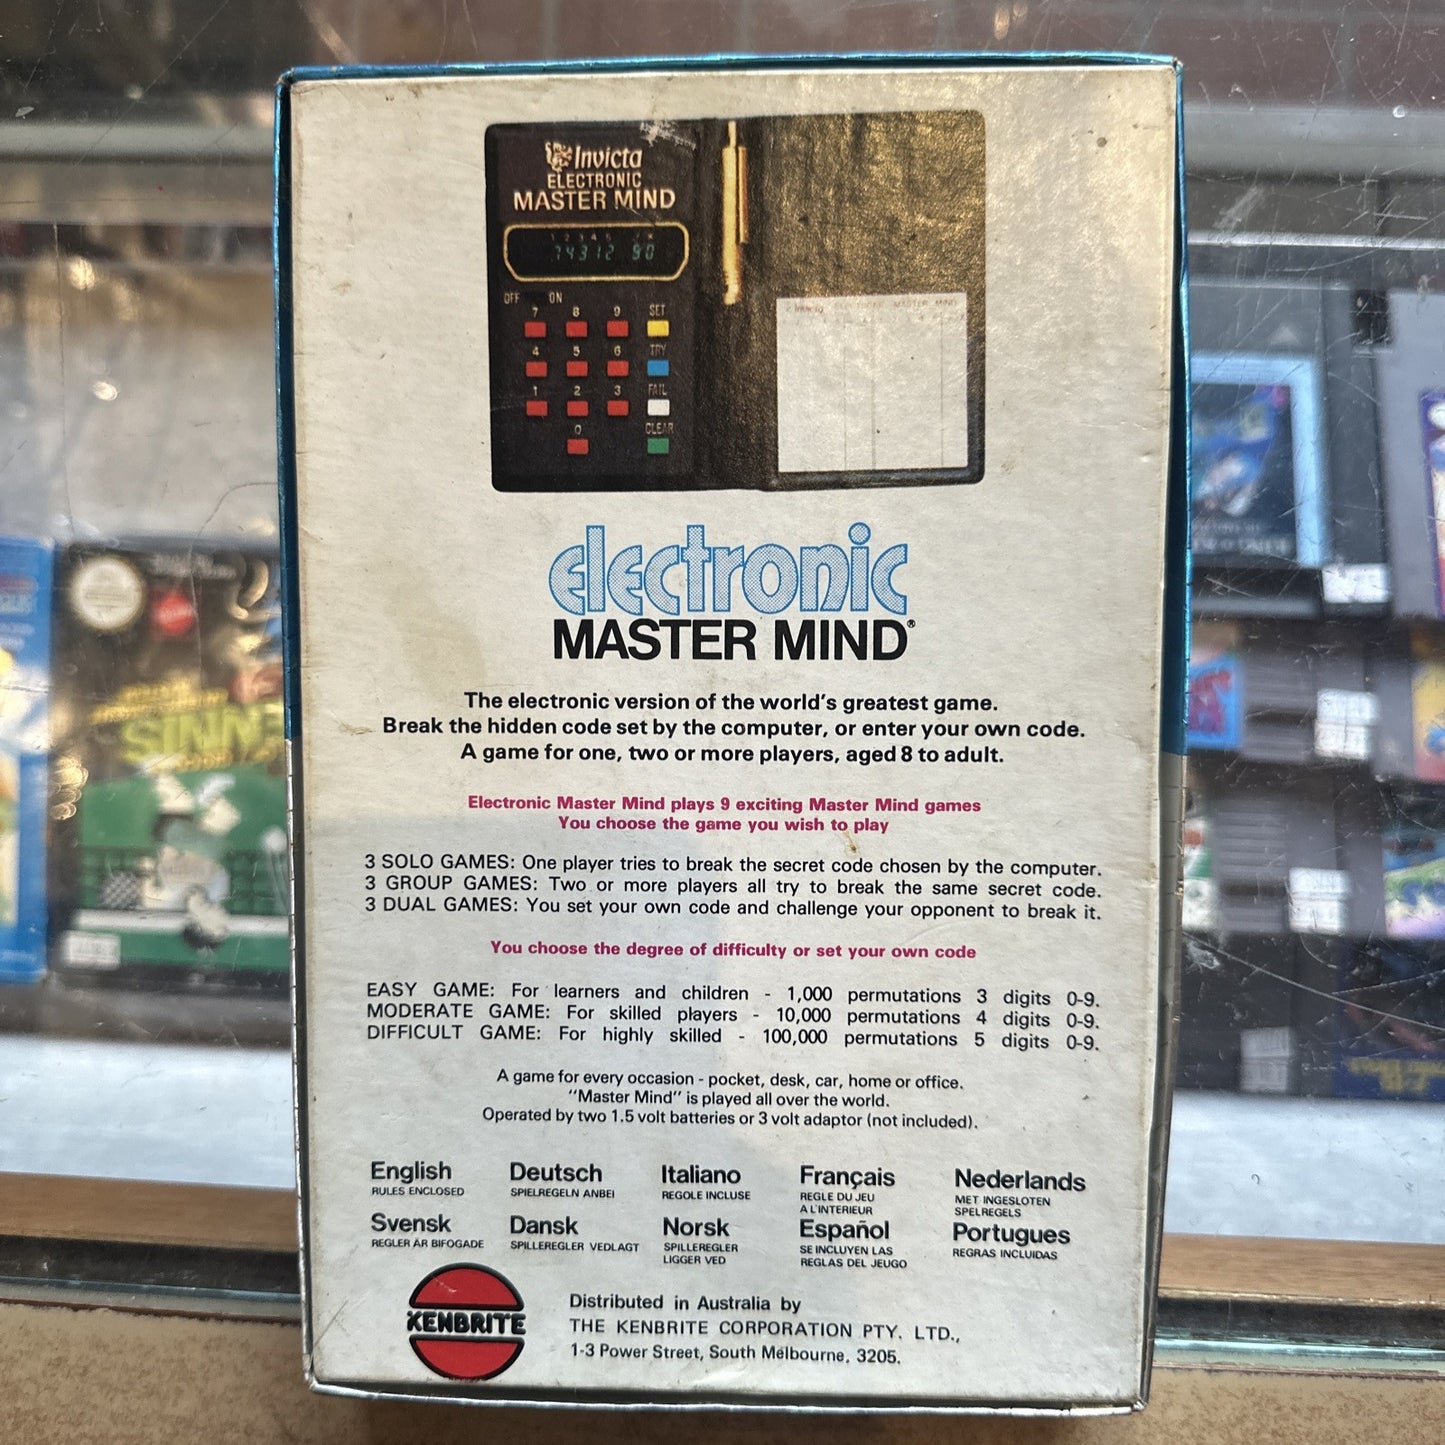 Invicta
ELECTRONIC
MASTER MIND
74312 90
OFF ON
7 8 9 SET
4 5 6 TRY
1 2 3 FAIL
0 CLEAR
MASTER MIND
electronic
MASTER MIND®
The electronic version of the world's greatest game.
Break the hidden code set by the computer, or enter your own code.
A game for one, two or more players, aged 8 to adult.
Electronic Master Mind plays 9 exciting Master Mind games
You choose the game you wish to play
3 SOLO GAMES: One player tries to break the secret code chosen by the computer.
3 GROUP GAMES: Two or more players all try to break the same secret code.
3 DUAL GAMES: You set your own code and challenge your opponent to break it.
You choose the degree of difficulty or set your own code
EASY GAME: For learners and children - 1,000 permutations 3 digits 0-9.
MODERATE GAME: For skilled players - 10,000 permutations 4 digits 0-9.
DIFFICULT GAME: For highly skilled - 100,000 permutations 5 digits 0-9.
A game for every occasion - pocket, desk, car, home or office.
"Master Mind" is played all over the world.
Operated by two 1.5 volt batteries or 3 volt adaptor (not included).
English Deutsch Italiano Français Nederlands
RULES ENCLOSED SPIELREGELN ANBEI REGOLE INCLUSE REGLE DU JEU MET INGESLOTEN
A L'INTERIEUR SPELREGELS
Svensk Dansk Norsk Español Portugues
REGLER ÄR BIFOGADE SPILLEREGLER VEDLAGT SPILLEREGLER SE INCLUYEN LAS REGRAS INCLUIDAS
LIGGER VED REGLAS DEL JEUGO
KENBRITE
Distributed in Australia by
THE KENBRITE CORPORATION PTY. LTD.,
1-3 Power Street, South Melbourne. 3205.